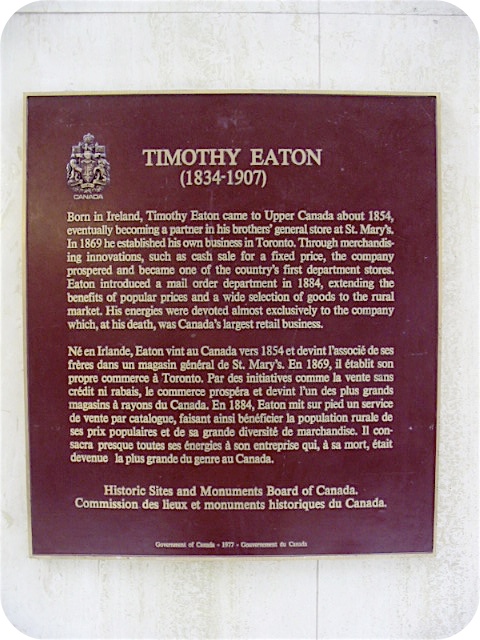 CANADA
TIMOTHY EATON
(1834-1907)
Born in Ireland, Timothy Eaton came to Upper Canada about 1854,
eventually becoming a partner in his brothers' general store at St. Mary's.
In 1869 he established his own business in Toronto. Through merchandis-
ing innovations, such as cash sale for a fixed price, the company
prospered and became one of the country's first department stores.
Eaton introduced a mail order department in 1884, extending the
benefits of popular prices and a wide selection of goods to the rural
market. His energies were devoted almost exclusively to the company
which, at his death, was Canada's largest retail business.
Né en Irlande, Eaton vint au Canada vers 1854 et devint l'associé de ses
frères dans un magasin général de St. Mary's. En 1869, il établit son
propre commerce à Toronto. Par des initiatives comme la vente sans
crédit ni rabais, le commerce prospéra et devint l'un des plus grands
magasins à rayons du Canada. En 1884, Eaton mit sur pied un service
de vente par catalogue, faisant ainsi bénéficier la population rurale de
ses prix populaires et de sa grande diversité de marchandise. Il con-
sacra presque toutes ses énergies à son entreprise qui, à sa mort, était
devenue la plus grande du genre au Canada.
Historic Sites and Monuments Board of Canada.
Commission des lieux et monuments historiques du Canada.
Government of Canada - 1977 - Gouvernement du Canada